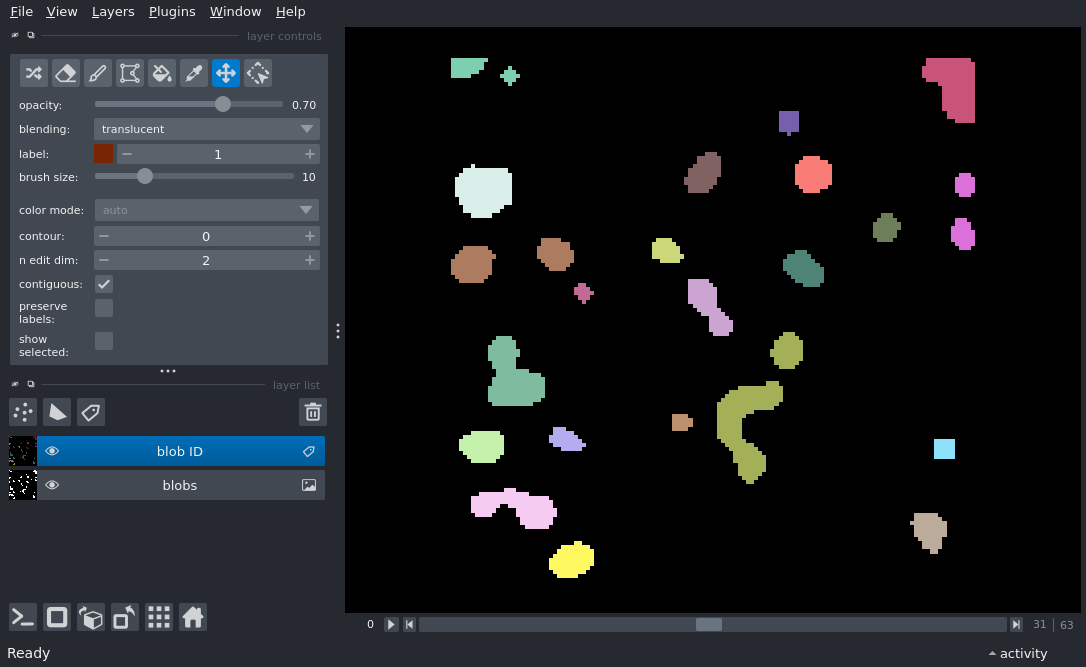 File View Layers Plugins Window Help
layer controls
opacity: 0.70
blending: translucent
label: 1
brush size: 10
color mode: auto
contour: 0
n edit dim: 2
contiguous:
preserve
labels:
show
selected:
layer list
blob ID
blobs
0 31 | 63
Ready activity